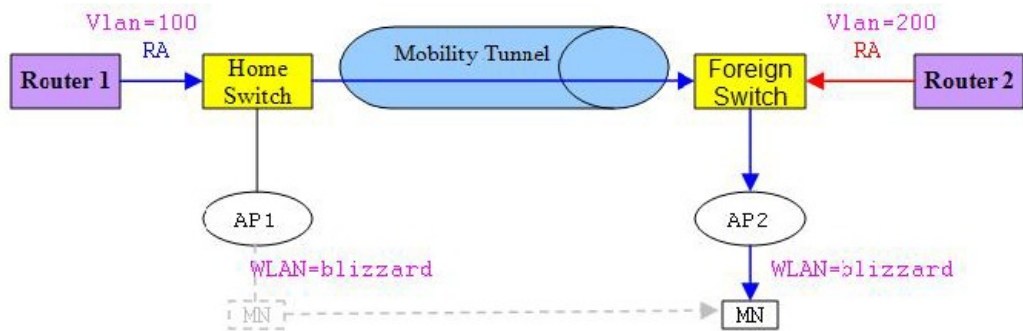 Vlan=100
RA
Router 1
Home
Switch
Mobility Tunnel
Foreign
Switch
Vlan=200
RA
Router 2
AP1
AP2
WLAN=blizzard
WLAN=blizzard
MN
MN